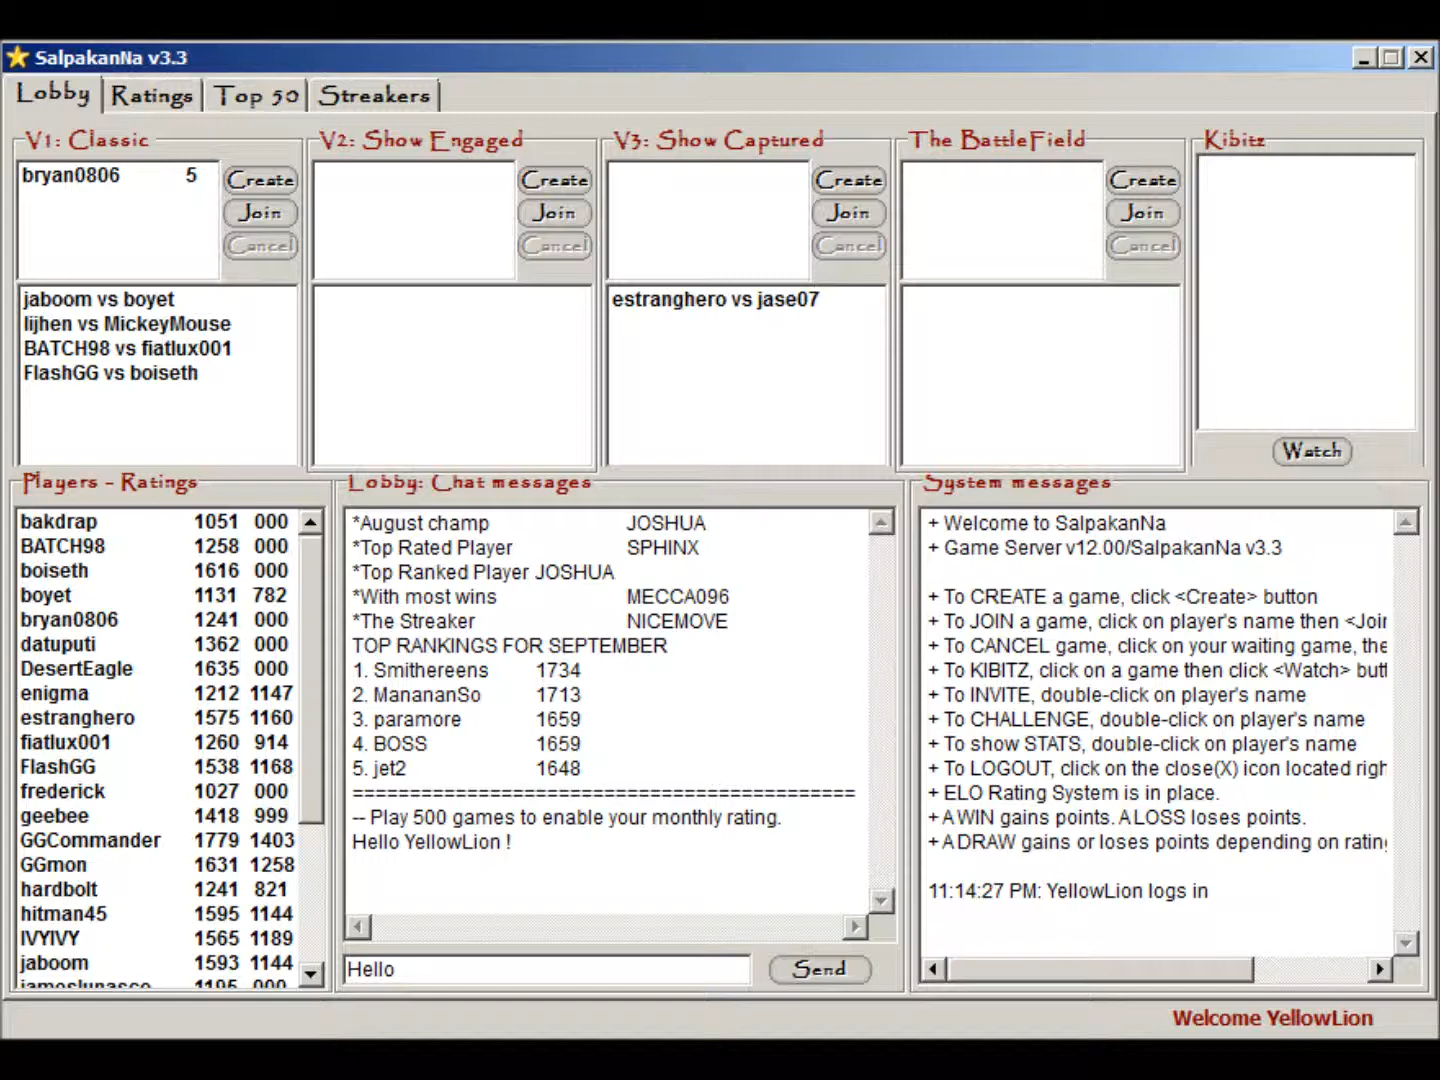 SalpakanNa v3.3
Lobby Ratings Top 50 Streakers
V1: Classic
bryan0806 5
Create
Join
Cancel
jaboom vs boyet
lijhen vs MickeyMouse
BATCH98 vs fiatlux001
FlashGG vs boiseth
V2: Show Engaged
Create
Join
Cancel
V3: Show Captured
Create
Join
Cancel
estranghero vs jase07
The BattleField
Create
Join
Cancel
Kibitz
Watch
Players - Ratings
bakdrap 1051 000
BATCH98 1258 000
boiseth 1616 000
boyet 1131 782
bryan0806 1241 000
datuputi 1362 000
DesertEagle 1635 000
enigma 1212 1147
estranghero 1575 1160
fiatlux001 1260 914
FlashGG 1538 1168
frederick 1027 000
geebee 1418 999
GGCommander 1779 1403
GGmon 1631 1258
hardbolt 1241 821
hitman45 1595 1144
IVYIVY 1565 1189
jaboom 1593 1144
Lobby: Chat messages
*August champ JOSHUA
*Top Rated Player SPHINX
*Top Ranked Player JOSHUA
*With most wins MECCA096
*The Streaker NICEMOVE
TOP RANKINGS FOR SEPTEMBER
1. Smithereens 1734
2. ManananSo 1713
3. paramore 1659
4. BOSS 1659
5. jet2 1648
============================================
-- Play 500 games to enable your monthly rating.
Hello YellowLion !
Hello
Send
System messages
+ Welcome to SalpakanNa
+ Game Server v12.00/SalpakanNa v3.3
+ To CREATE a game, click <Create> button
+ To JOIN a game, click on player's name then <Joir
+ To CANCEL game, click on your waiting game, the
+ To KIBITZ, click on a game then click <Watch> butt
+ To INVITE, double-click on player's name
+ To CHALLENGE, double-click on player's name
+ To show STATS, double-click on player's name
+ To LOGOUT, click on the close(X) icon located righ
+ ELO Rating System is in place.
+ A WIN gains points. A LOSS loses points.
+ A DRAW gains or loses points depending on rating
11:14:27 PM: YellowLion logs in
Welcome YellowLion